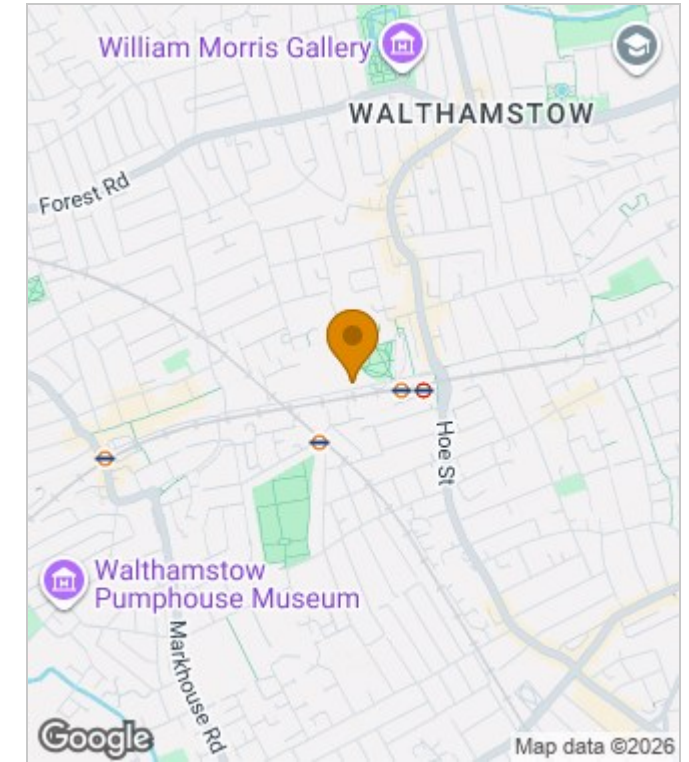 William Morris Gallery
WALTHAMSTOW
Forest Rd
Hoe St
Walthamstow
Pumphouse Museum
Markhouse Rd
Google
Map data ©2026